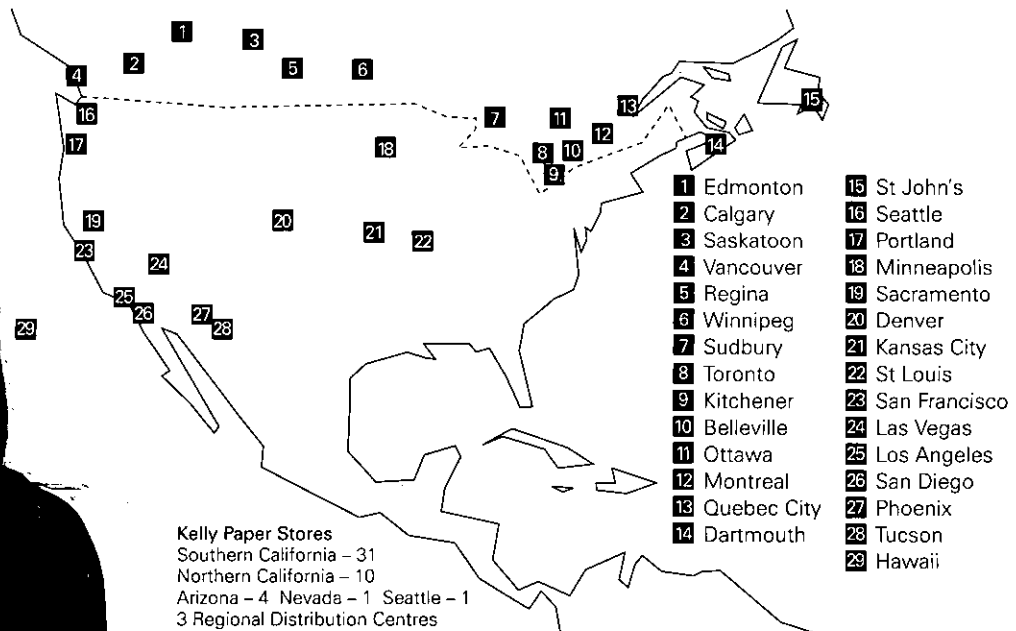 1
3
2
5
6
4
16
17
7
11
13
12
8
10
9
18
15
14
19
20
21
22
23
24
25
26
27
28
29
1 Edmonton
2 Calgary
3 Saskatoon
4 Vancouver
5 Regina
6 Winnipeg
7 Sudbury
8 Toronto
9 Kitchener
10 Belleville
11 Ottawa
12 Montreal
13 Quebec City
14 Dartmouth
15 St John's
16 Seattle
17 Portland
18 Minneapolis
19 Sacramento
20 Denver
21 Kansas City
22 St Louis
23 San Francisco
24 Las Vegas
25 Los Angeles
26 San Diego
27 Phoenix
28 Tucson
29 Hawaii
Kelly Paper Stores
Southern California – 31
Northern California – 10
Arizona – 4 Nevada – 1 Seattle – 1
3 Regional Distribution Centres